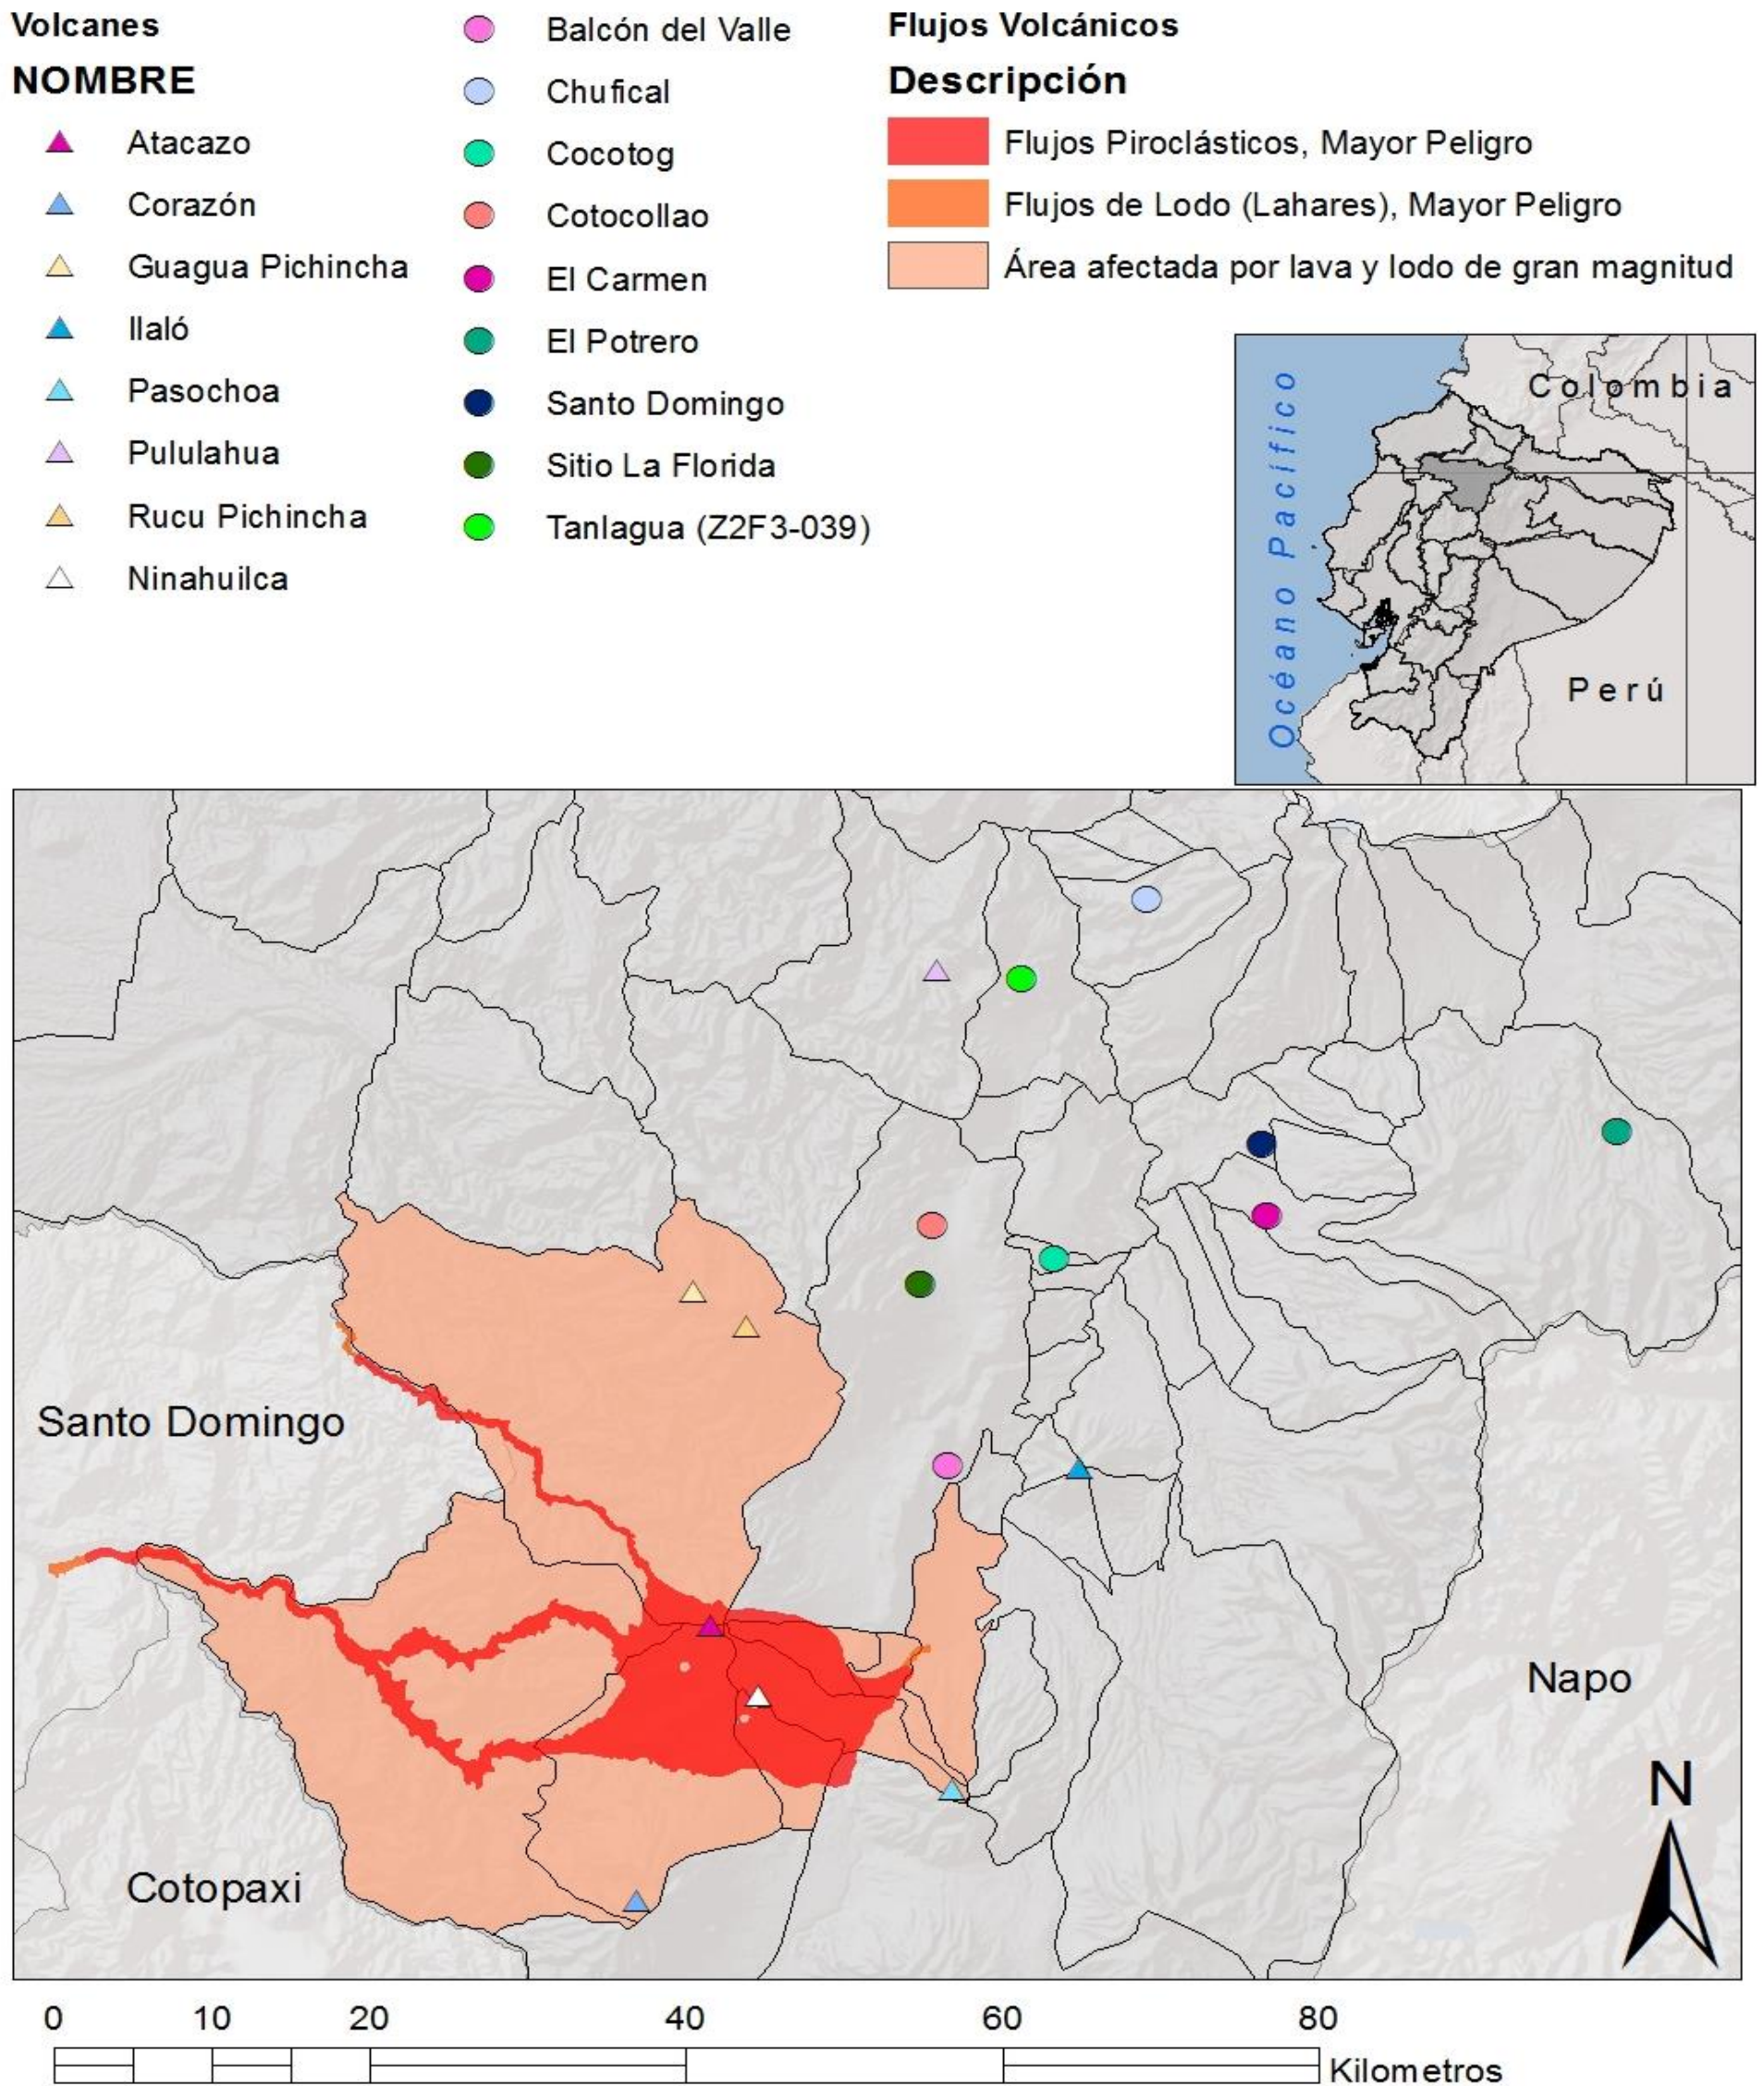 Volcanes
NOMBRE
Atacazo
Corazón
Guagua Pichincha
Ilaló
Pasochoa
Pululahua
Rucu Pichincha
Ninahuilca
Balcón del Valle
Chufical
Cocotog
Cotocollao
El Carmen
El Potrero
Santo Domingo
Sitio La Florida
Tanlagua (Z2F3-039)
Flujos Volcánicos
Descripción
Flujos Piroclásticos, Mayor Peligro
Flujos de Lodo (Lahares), Mayor Peligro
Área afectada por lava y lodo de gran magnitud
Colombia
Océano Pacífico
Perú
Santo Domingo
Napo
Cotopaxi
N
0 10 20 40 60 80
Kilometros